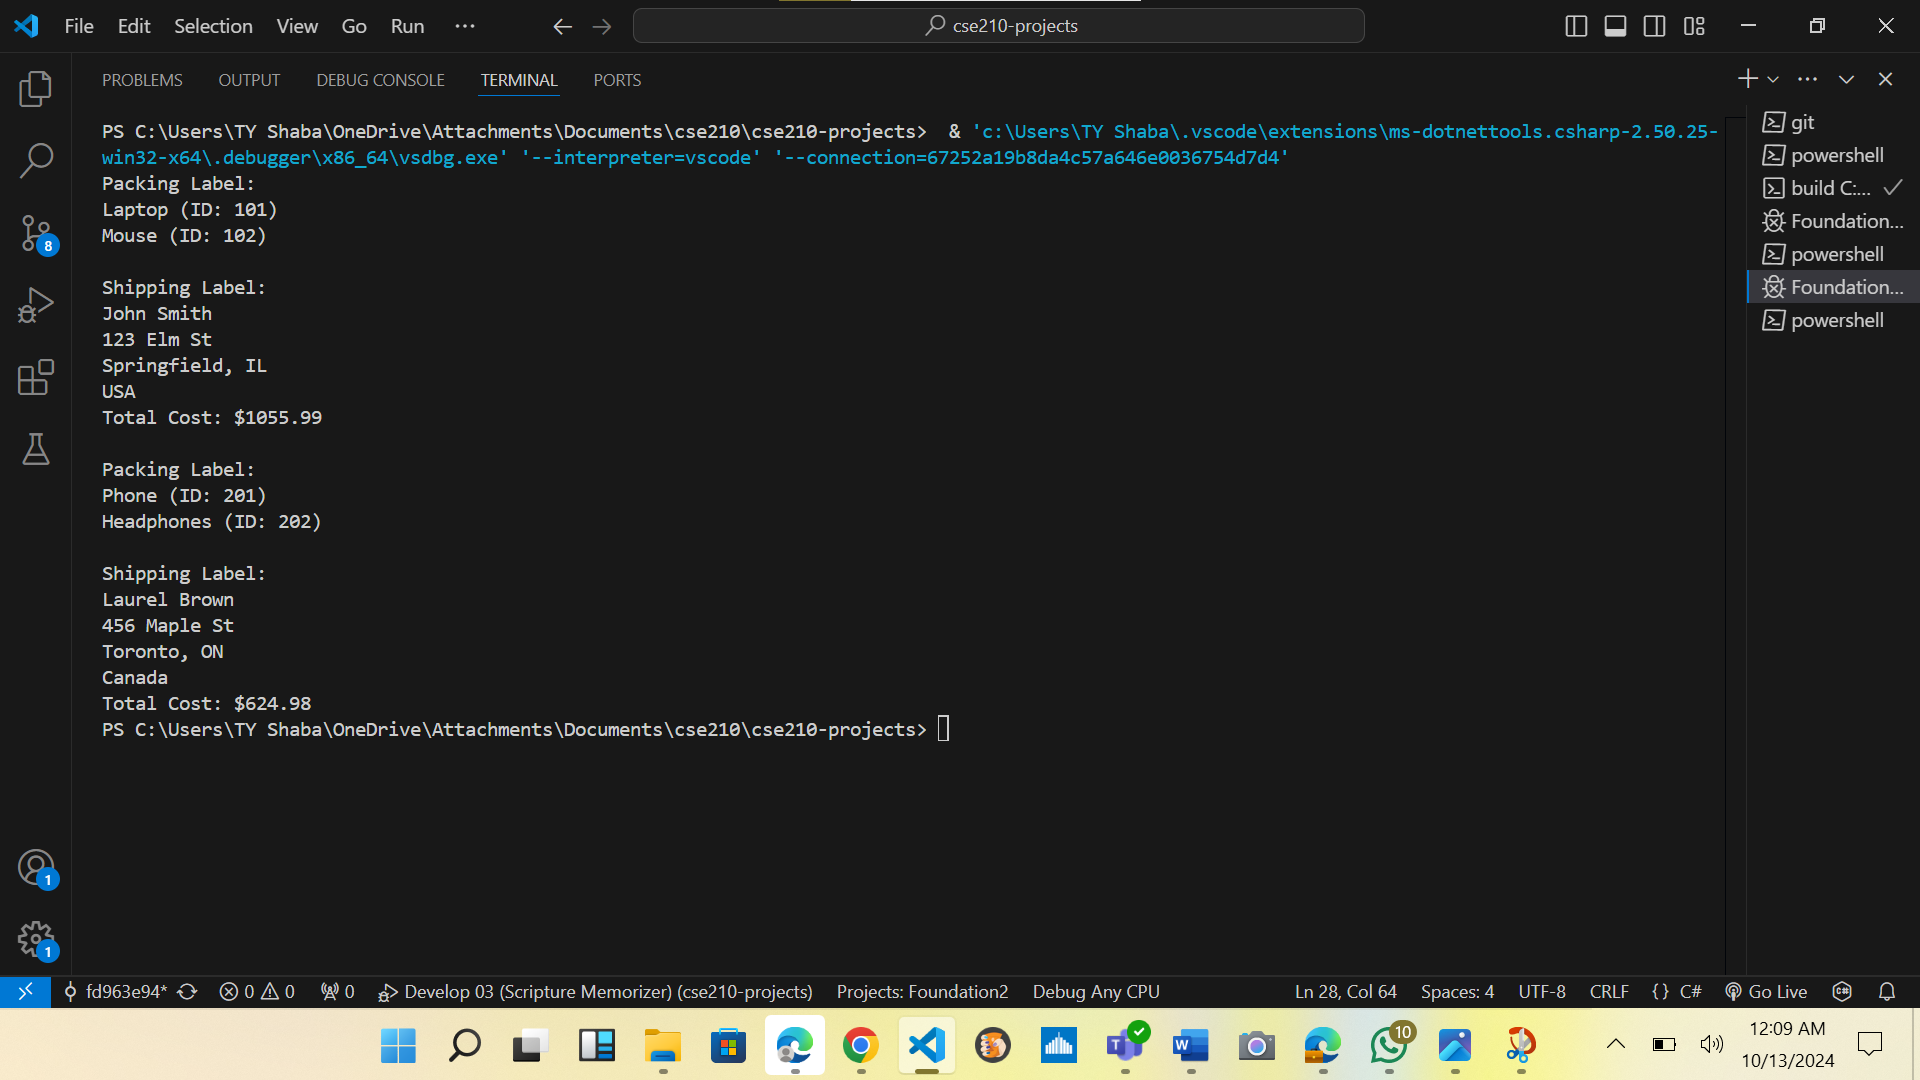 File Edit Selection View Go Run ···
cse210-projects
PROBLEMS OUTPUT DEBUG CONSOLE TERMINAL PORTS
PS C:\Users\TY Shaba\OneDrive\Attachments\Documents\cse210\cse210-projects>  & 'c:\Users\TY Shaba\.vscode\extensions\ms-dotnettools.csharp-2.50.25-
win32-x64\.debugger\x86_64\vsdbg.exe' '--interpreter=vscode' '--connection=67252a19b8da4c57a646e0036754d7d4'
Packing Label:
Laptop (ID: 101)
Mouse (ID: 102)
Shipping Label:
John Smith
123 Elm St
Springfield, IL
USA
Total Cost: $1055.99
Packing Label:
Phone (ID: 201)
Headphones (ID: 202)
Shipping Label:
Laurel Brown
456 Maple St
Toronto, ON
Canada
Total Cost: $624.98
PS C:\Users\TY Shaba\OneDrive\Attachments\Documents\cse210\cse210-projects>
git
powershell
build C:...
Foundation...
powershell
Foundation...
powershell
8
1
1
fd963e94* 0 0 0 Develop 03 (Scripture Memorizer) (cse210-projects) Projects: Foundation2 Debug Any CPU Ln 28, Col 64 Spaces: 4 UTF-8 CRLF {} C# Go Live
10
12:09 AM
10/13/2024